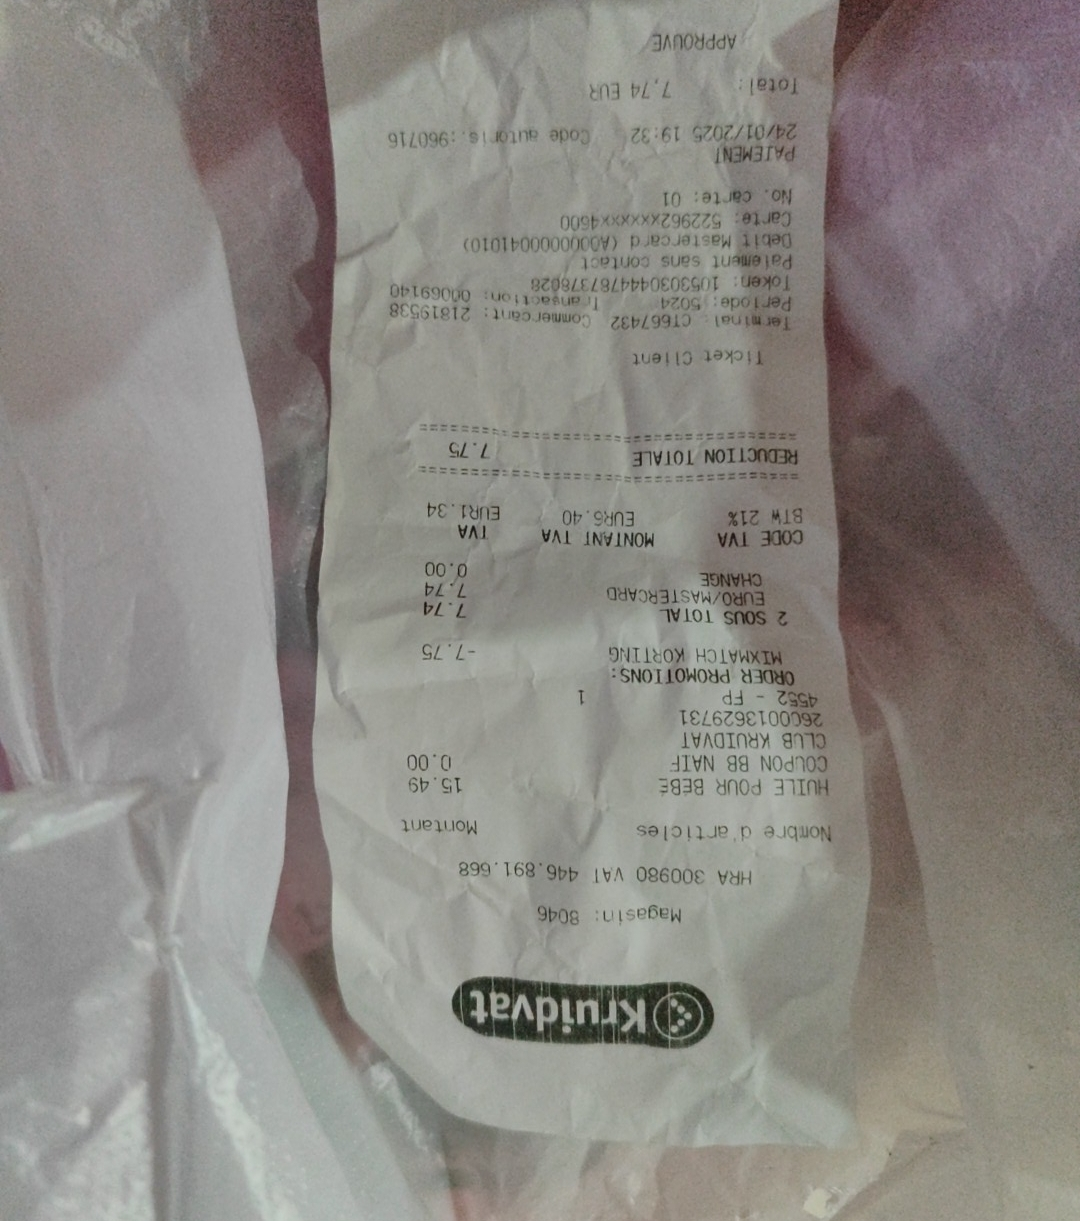 Kruidvat
Magasin: 8046
HRA 300980 VAT 446.891.668
Nombre d'articles Montant
HUILE POUR BÉBÉ 15.49
COUPON BB NAIF 0.00
CLUB KRUIDVAT
2600013629731
4552 - FP 1
ORDER PROMOTIONS:
MIXMATCH KORTING -7.75
2 SOUS TOTAL 7.74
EURO/MASTERCARD 7.74
CHANGE 0.00
CODE TVA MONTANT TVA TVA
BTW 21% EUR6.40 EUR1.34
================================
REDUCTION TOTALE 7.75
================================
Ticket Client
Terminal: CT667432 Commercant: 21819538
Periode: 5024 Transaction: 00069140
Token: 1053030444787378028
Paiement sans contact
Debit Mastercard (A0000000041010)
Carte: 522962xxxxxx4600
No. carte: 01
PAIEMENT
24/01/2025 19:32 Code autoris.:960716
Total: 7,74 EUR
APPROUVE